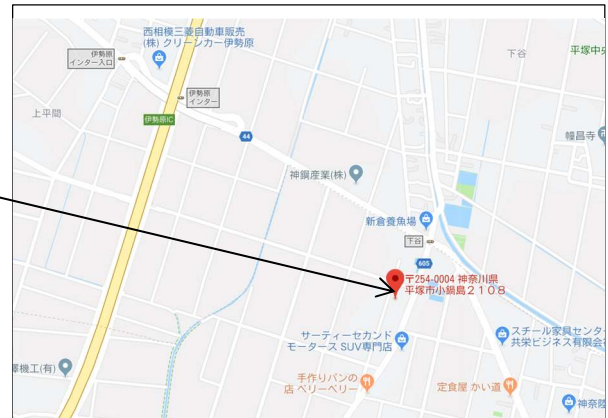 西相模三菱自動車販売
(株) クリーンカー伊勢原
伊勢原
インター入口
下谷
平塚中央
伊勢原
インター
上平間
伊勢原IC
44
幢昌寺
神鋼産業(株)
新倉養魚場
下谷
605
〒254-0004 神奈川県
平塚市小鍋島2108
サーティーセカンド
モータース SUV専門店
スチール家具センター
共栄ビジネス有限会社
澤機工(有)
手作りパンの
店 ベリーベリー
定食屋 かい道
神奈